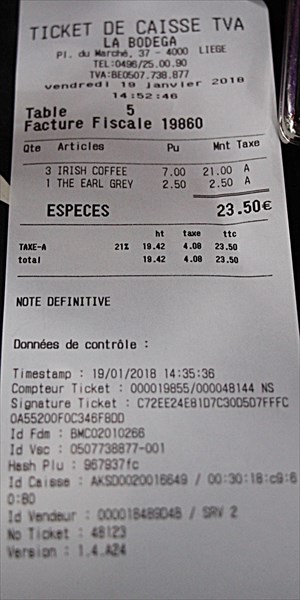 TICKET DE CAISSE TVA
LA BODEGA
Pl. du Marché, 37 - 4000 LIEGE
TEL:0496/25.00.90
TVA:BE0507.738.877
vendredi 19 janvier 2018
14:52:46
Table 5
Facture Fiscale 19860
Qte Articles Pu Mnt Taxe
3 IRISH COFFEE 7.00 21.00 A
1 THE EARL GREY 2.50 2.50 A
ESPECES 23.50€
ht taxe ttc
TAXE-A 21% 19.42 4.08 23.50
total 19.42 4.08 23.50
NOTE DEFINITIVE
Données de contrôle :
Timestamp : 19/01/2018 14:35:36
Compteur Ticket : 000019855/000048144 NS
Signature Ticket : C72EE24E81D7C30D5D7FFFC
0A55200F0C346F8DD
Id Fdm : BMC02010266
Id Vsc : 0507738877-001
Hash Plu : 967937fc
Id Caisse : AKSD0020016649 / 00:30:18:c9:6
0:80
Id Vendeur : 000018489048 / SRV 2
No Ticket : 48123
Version : 1.4.A24